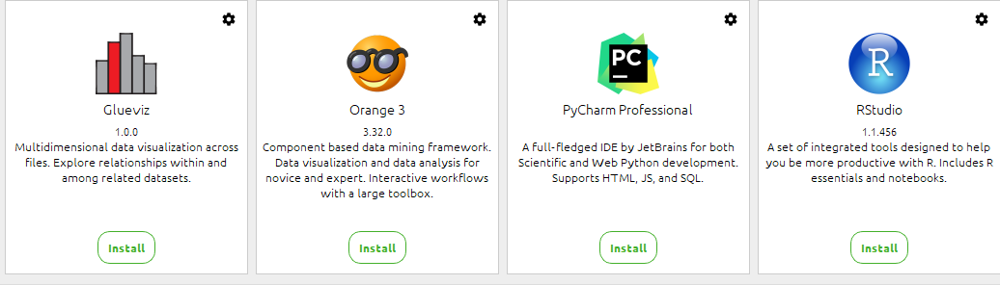 Glueviz
1.0.0
Multidimensional data visualization across
files. Explore relationships within and
among related datasets.
Install
Orange 3
3.32.0
Component based data mining framework.
Data visualization and data analysis for
novice and expert. Interactive workflows
with a large toolbox.
Install
PC
PyCharm Professional
A full-fledged IDE by JetBrains for both
Scientific and Web Python development.
Supports HTML, JS, and SQL.
Install
R
RStudio
1.1.456
A set of integrated tools designed to help
you be more productive with R. Includes R
essentials and notebooks.
Install